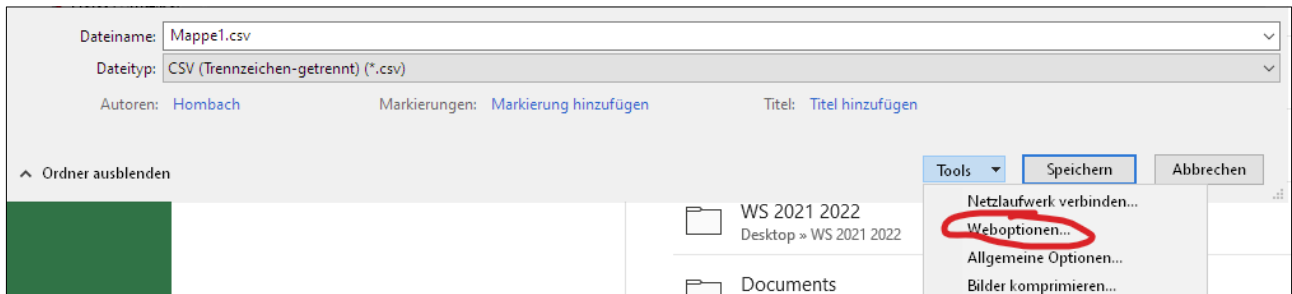 Dateiname: Mappe1.csv
Dateityp: CSV (Trennzeichen-getrennt) (*.csv)
Autoren: Hombach Markierungen: Markierung hinzufügen Titel: Titel hinzufügen
Ordner ausblenden Tools Speichern Abbrechen
Netzlaufwerk verbinden...
WS 2021 2022
Weboptionen...
Desktop » WS 2021 2022
Allgemeine Optionen...
Documents
Bilder komprimieren...